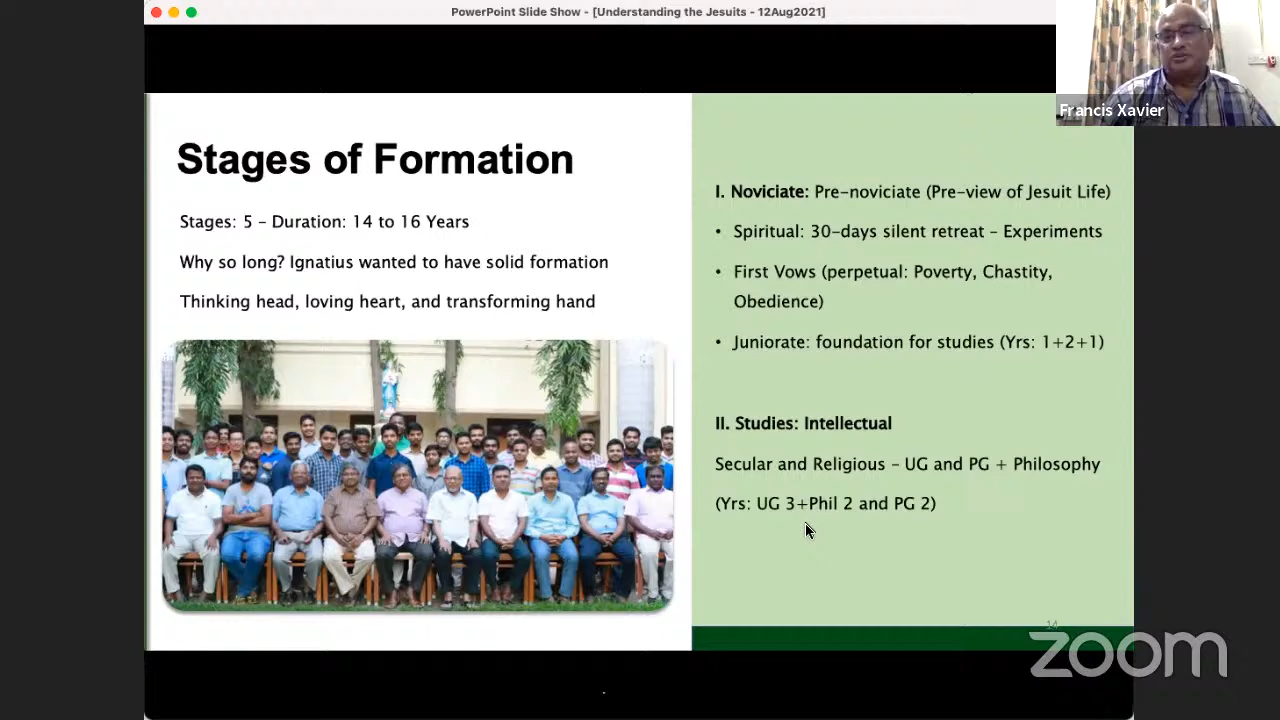 PowerPoint Slide Show - [Understanding the Jesuits - 12Aug2021]
Francis Xavier
Stages of Formation
Stages: 5 – Duration: 14 to 16 Years
Why so long? Ignatius wanted to have solid formation
Thinking head, loving heart, and transforming hand
I. Noviciate: Pre-noviciate (Pre-view of Jesuit Life)
• Spiritual: 30-days silent retreat – Experiments
• First Vows (perpetual: Poverty, Chastity,
Obedience)
• Juniorate: foundation for studies (Yrs: 1+2+1)
II. Studies: Intellectual
Secular and Religious – UG and PG + Philosophy
(Yrs: UG 3+Phil 2 and PG 2)
14
zoom